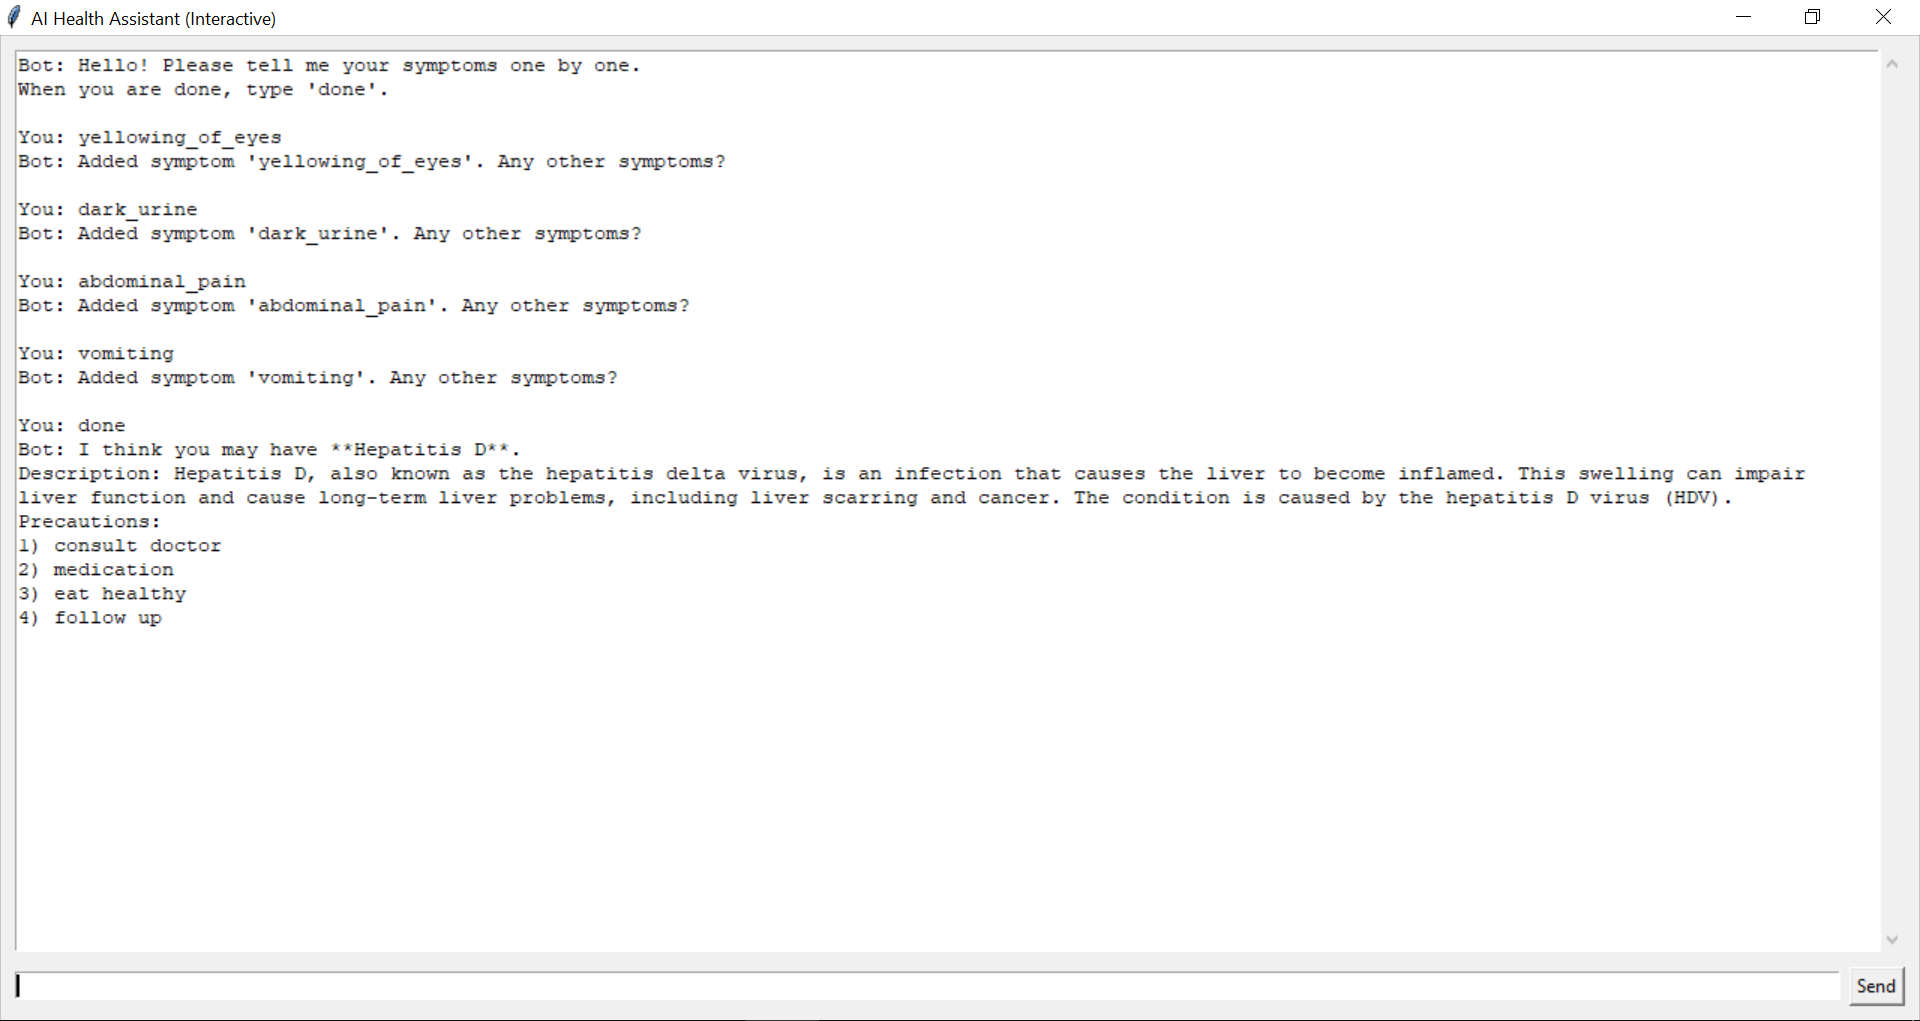 AI Health Assistant (Interactive)
Bot: Hello! Please tell me your symptoms one by one.
When you are done, type 'done'.
You: yellowing_of_eyes
Bot: Added symptom 'yellowing_of_eyes'. Any other symptoms?
You: dark_urine
Bot: Added symptom 'dark_urine'. Any other symptoms?
You: abdominal_pain
Bot: Added symptom 'abdominal_pain'. Any other symptoms?
You: vomiting
Bot: Added symptom 'vomiting'. Any other symptoms?
You: done
Bot: I think you may have **Hepatitis D**.
Description: Hepatitis D, also known as the hepatitis delta virus, is an infection that causes the liver to become inflamed. This swelling can impair
liver function and cause long-term liver problems, including liver scarring and cancer. The condition is caused by the hepatitis D virus (HDV).
Precautions:
1) consult doctor
2) medication
3) eat healthy
4) follow up
Send